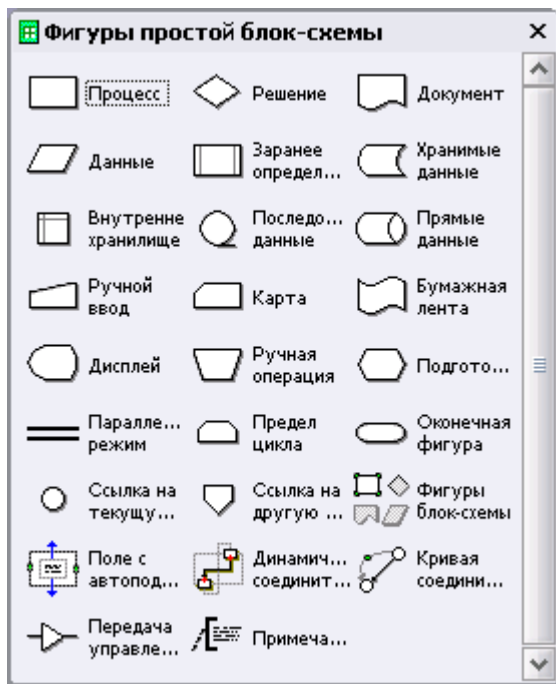 Фигуры простой блок-схемы
Процесс
Решение
Документ
Данные
Заранее
определ...
Хранимые
данные
Внутренне
хранилище
Последо...
данные
Прямые
данные
Ручной
ввод
Карта
Бумажная
лента
Дисплей
Ручная
операция
Подгото...
Паралле...
режим
Предел
цикла
Оконечная
фигура
Ссылка на
текущу...
Ссылка на
другую ...
Фигуры
блок-схемы
Поле с
автопод...
Динамич...
соединит...
Кривая
соедини...
Передача
управле...
Примеча...